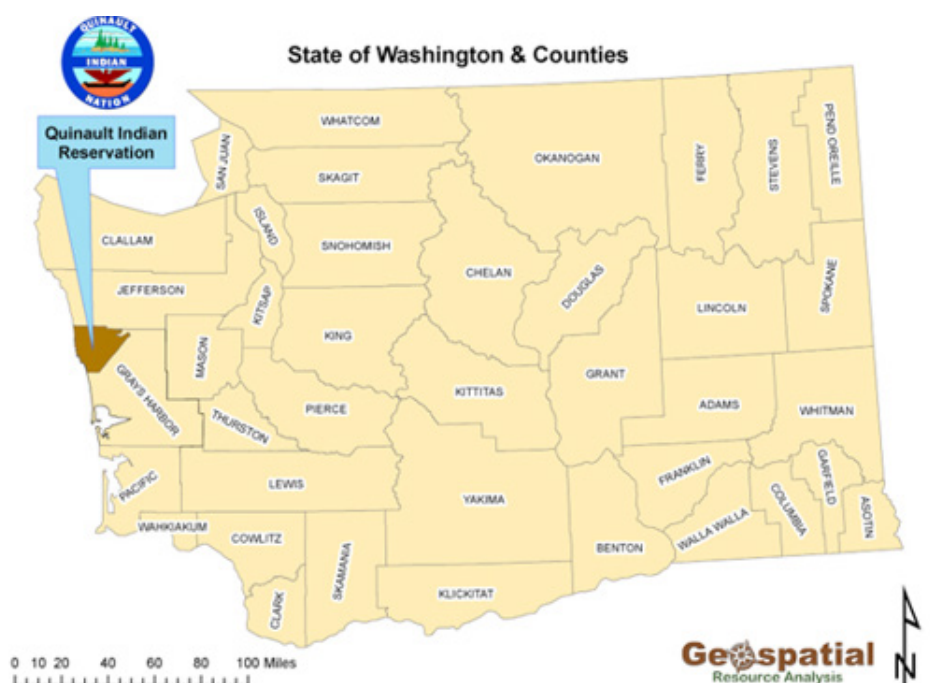 QUINAULT
INDIAN
NATION
State of Washington & Counties
Quinault Indian
Reservation
WHATCOM
SAN JUAN
SKAGIT
OKANOGAN
FERRY
STEVENS
PEND OREILLE
ISLAND
CLALLAM
SNOHOMISH
CHELAN
DOUGLAS
SPOKANE
JEFFERSON
KITSAP
LINCOLN
KING
MASON
GRAYS HARBOR
KITTITAS
GRANT
PIERCE
THURSTON
ADAMS
WHITMAN
FRANKLIN
GARFIELD
PACIFIC
LEWIS
YAKIMA
WALLA WALLA
COLUMBIA
ASOTIN
WAHKIAKUM
COWLITZ
SKAMANIA
BENTON
CLARK
KLICKITAT
0 10 20 40 60 80 100 Miles
Geospatial
Resource Analysis
N